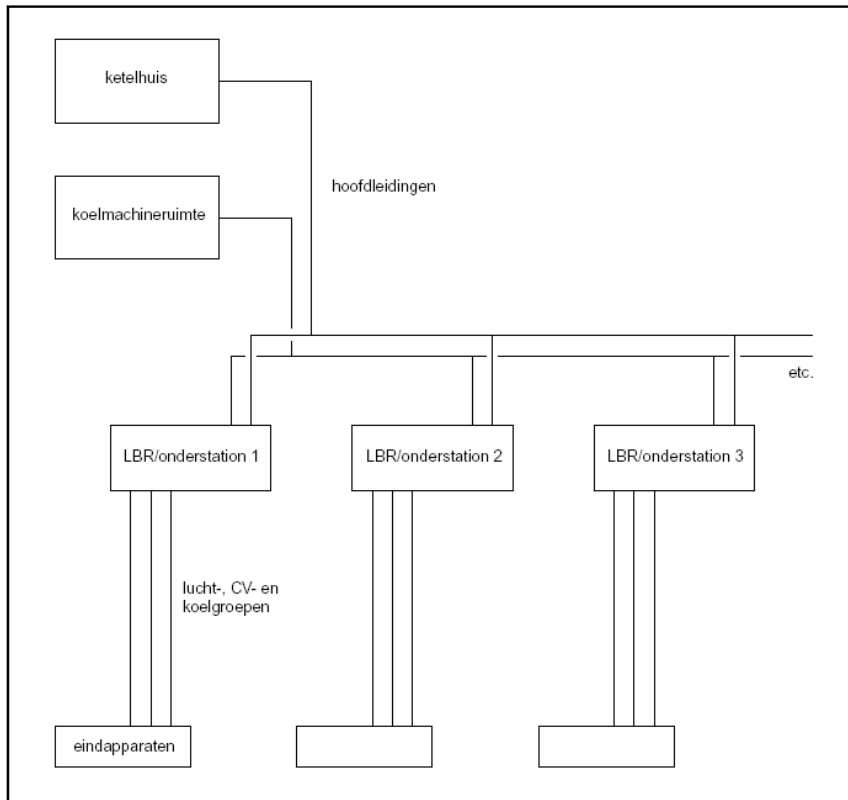 ketelhuis
hoofdleidingen
koelmachineruimte
etc.
LBR/onderstation 1
LBR/onderstation 2
LBR/onderstation 3
lucht-, CV- en
koelgroepen
eindapparaten